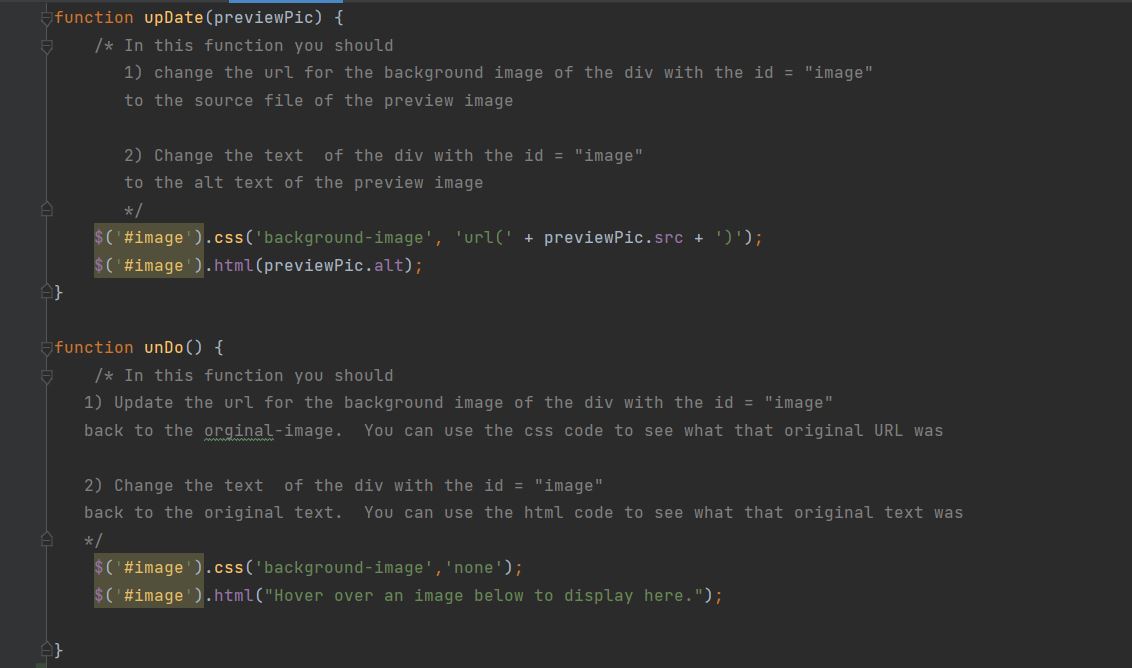 function upDate(previewPic) {
/* In this function you should
1) change the url for the background image of the div with the id = "image"
to the source file of the preview image
2) Change the text  of the div with the id = "image"
to the alt text of the preview image
*/
$('#image').css('background-image', 'url(' + previewPic.src + ')');
$('#image').html(previewPic.alt);
}
function unDo() {
/* In this function you should
1) Update the url for the background image of the div with the id = "image"
back to the orginal-image.  You can use the css code to see what that original URL was
2) Change the text  of the div with the id = "image"
back to the original text.  You can use the html code to see what that original text was
*/
$('#image').css('background-image','none');
$('#image').html("Hover over an image below to display here.");
}